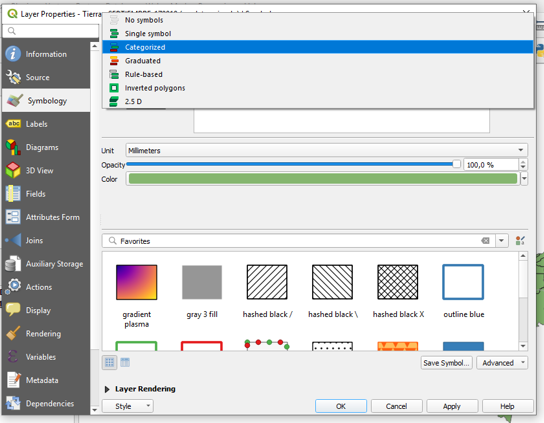 Layer Properties - Tierra
No symbols
Single symbol
Categorized
Graduated
Rule-based
Inverted polygons
2.5 D
Information
Source
Symbology
abc Labels
Diagrams
3D View
Fields
Attributes Form
Joins
Auxiliary Storage
Actions
Display
Rendering
Variables
Metadata
Dependencies
Unit Millimeters
Opacity 100,0 %
Color
Favorites
gradient plasma
gray 3 fill
hashed black /
hashed black \
hashed black X
outline blue
Save Symbol... Advanced
Layer Rendering
Style OK Cancel Apply Help